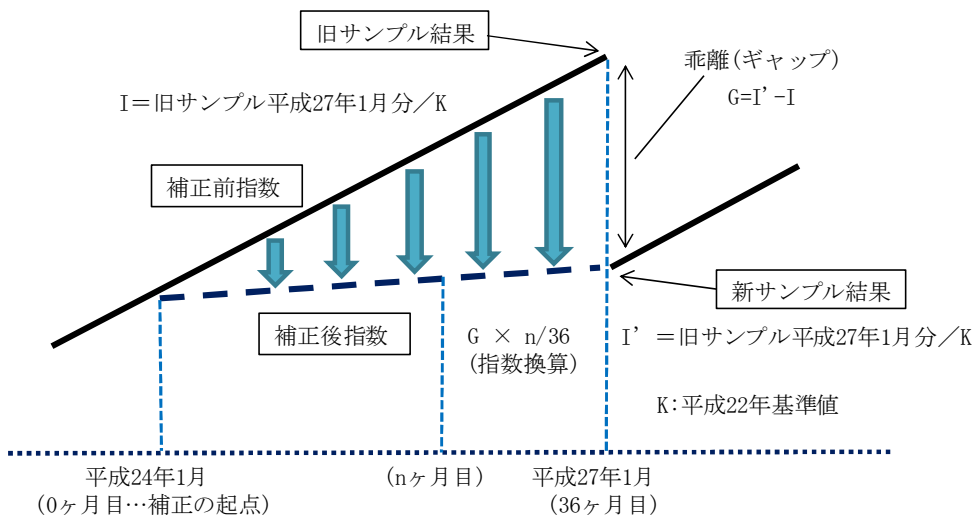 旧サンプル結果
乖離(ギャップ)
G=I'-I
I＝旧サンプル平成27年1月分／K
補正前指数
新サンプル結果
補正後指数
G × n/36
(指数換算)
I’＝旧サンプル平成27年1月分／K
K:平成22年基準値
平成24年1月
(0ヶ月目…補正の起点)
(nヶ月目)
平成27年1月
(36ヶ月目)